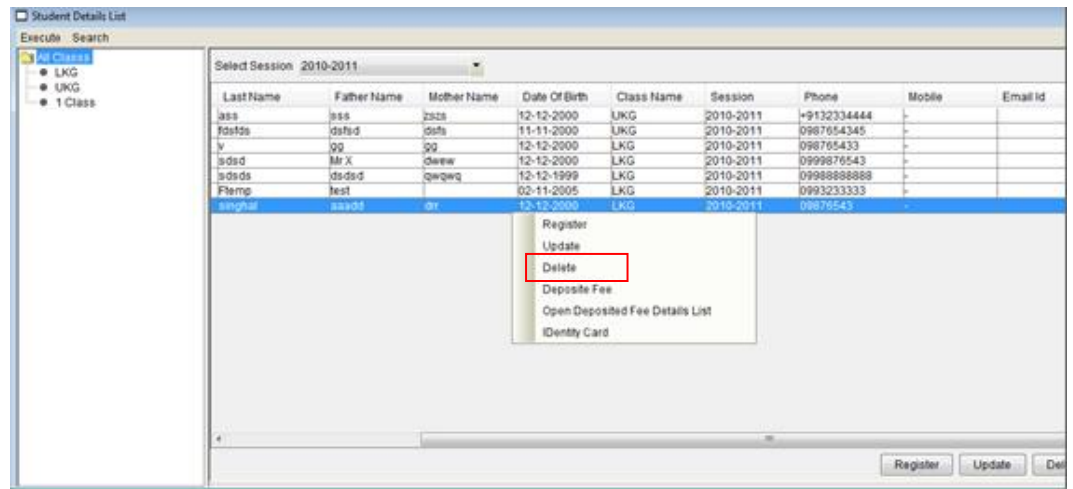 Student Details List
Execute Search
All Classs
LKG
UKG
1 Class
Select Session 2010-2011
Last Name Father Name Mother Name Date Of Birth Class Name Session Phone Mobile Email Id
ass sss zszs 12-12-2000 UKG 2010-2011 +9132334444 -
fdsfds dsfsd dsfs 11-11-2000 UKG 2010-2011 0987654345 -
v gg gg 12-12-2000 LKG 2010-2011 098765433 -
sdsd Mr X dwew 12-12-2000 LKG 2010-2011 0999876543 -
sdsds dsdsd qwqwq 12-12-1999 LKG 2010-2011 09988888888 -
Ftemp test 02-11-2005 LKG 2010-2011 0993233333 -
singhal aaadd drr 12-12-2000 LKG 2010-2011 09876543 -
Register
Update
Delete
Deposite Fee
Open Deposited Fee Details List
IDentity Card
Register Update Del